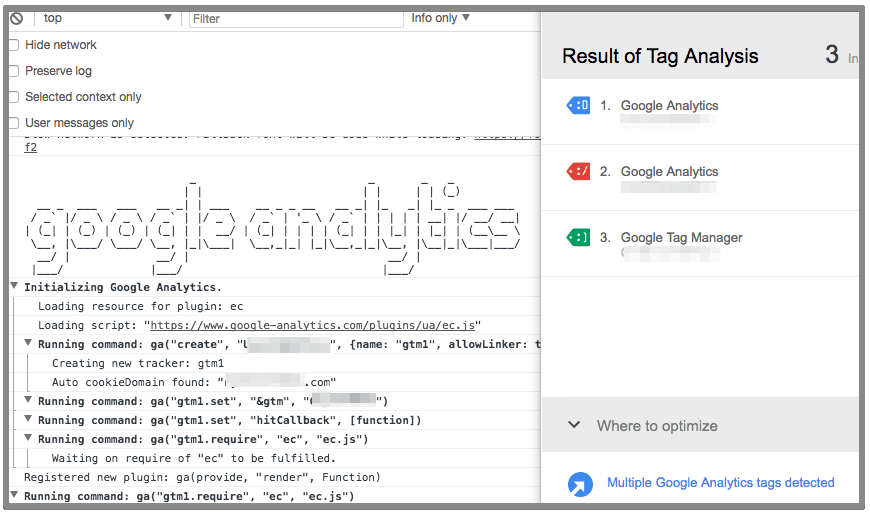 top
Filter
Info only
Hide network
Preserve log
Selected context only
User messages only
f2
google analytics
Initializing Google Analytics.
Loading resource for plugin: ec
Loading script: "https://www.google-analytics.com/plugins/ua/ec.js"
Running command: ga("create", "U", {name: "gtm1", allowLinker: t
Creating new tracker: gtm1
Auto cookieDomain found: ".com"
Running command: ga("gtm1.set", "&gtm", "")
Running command: ga("gtm1.set", "hitCallback", [function])
Running command: ga("gtm1.require", "ec", "ec.js")
Waiting on require of "ec" to be fulfilled.
Registered new plugin: ga(provide, "render", Function)
Running command: ga("gtm1.require", "ec", "ec.js")
Result of Tag Analysis 3 In
1. Google Analytics
2. Google Analytics
3. Google Tag Manager
Where to optimize
Multiple Google Analytics tags detected